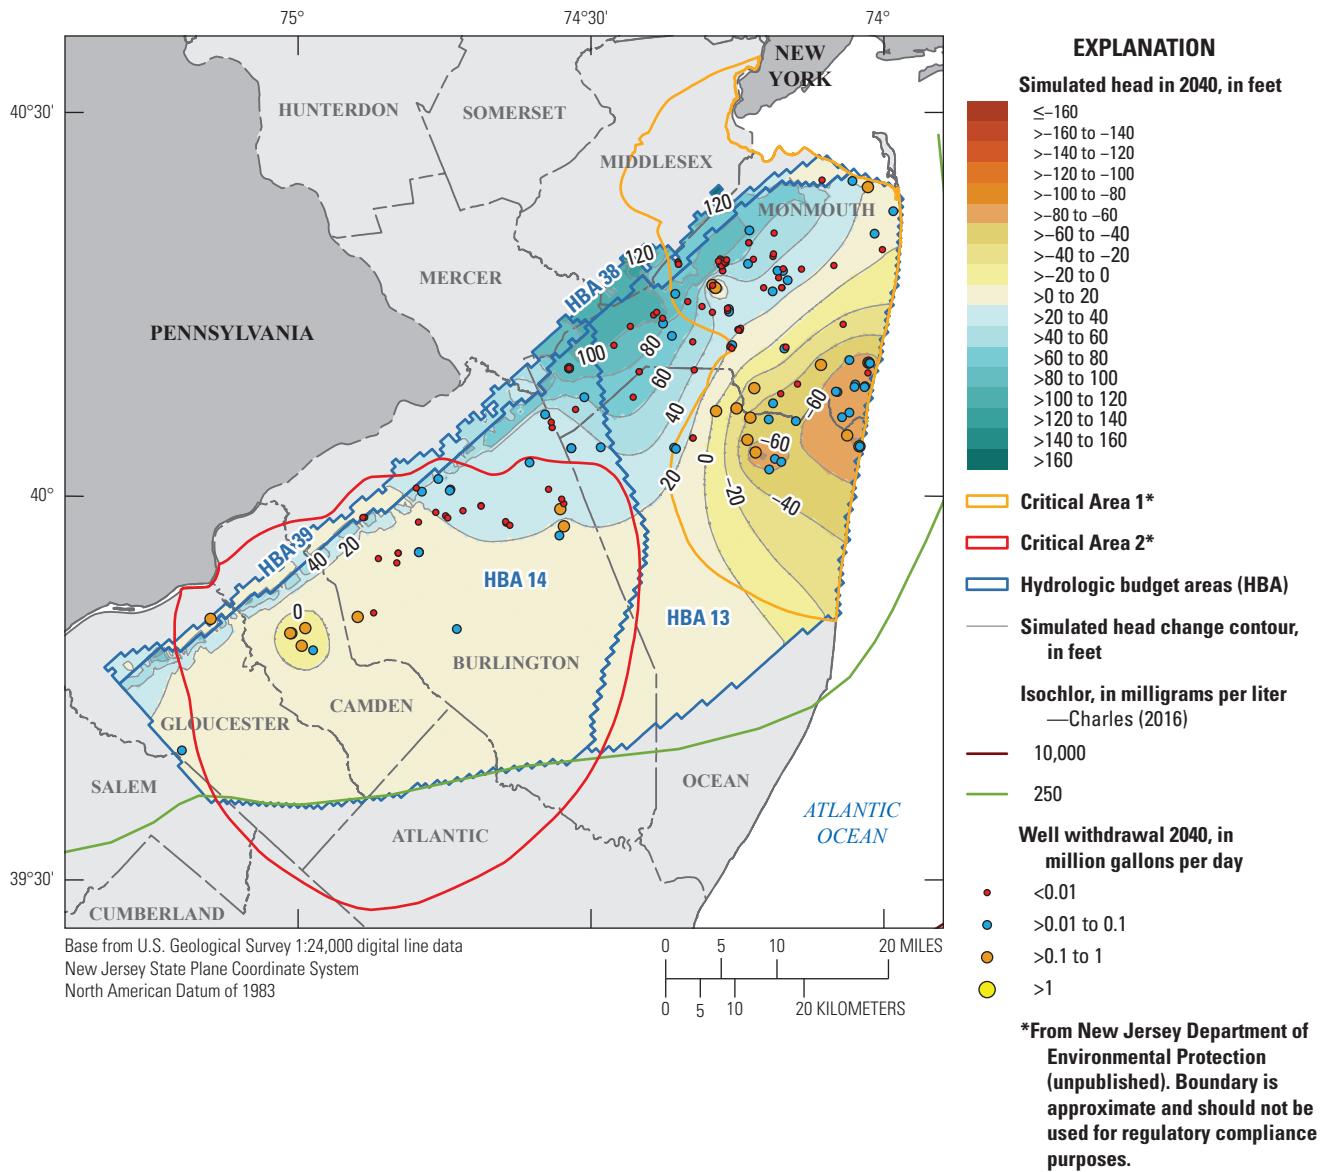 75°
74°30'
74°
40°30'
40°
39°30'
NEW
YORK
HUNTERDON
SOMERSET
MIDDLESEX
MONMOUTH
MERCER
PENNSYLVANIA
120
120
HBA 38
100
80
60
40
20
0
−20
−40
−60
−60
HBA 39
40
20
0
HBA 14
HBA 13
BURLINGTON
CAMDEN
GLOUCESTER
SALEM
OCEAN
ATLANTIC
CUMBERLAND
ATLANTIC
OCEAN
Base from U.S. Geological Survey 1:24,000 digital line data
New Jersey State Plane Coordinate System
North American Datum of 1983
0 5 10 20 MILES
0 5 10 20 KILOMETERS
EXPLANATION
Simulated head in 2040, in feet
≤−160
>−160 to −140
>−140 to −120
>−120 to −100
>−100 to −80
>−80 to −60
>−60 to −40
>−40 to −20
>−20 to 0
>0 to 20
>20 to 40
>40 to 60
>60 to 80
>80 to 100
>100 to 120
>120 to 140
>140 to 160
>160
Critical Area 1*
Critical Area 2*
Hydrologic budget areas (HBA)
Simulated head change contour,
in feet
Isochlor, in milligrams per liter
—Charles (2016)
10,000
250
Well withdrawal 2040, in
million gallons per day
<0.01
>0.01 to 0.1
>0.1 to 1
>1
*From New Jersey Department of
Environmental Protection
(unpublished). Boundary is
approximate and should not be
used for regulatory compliance
purposes.